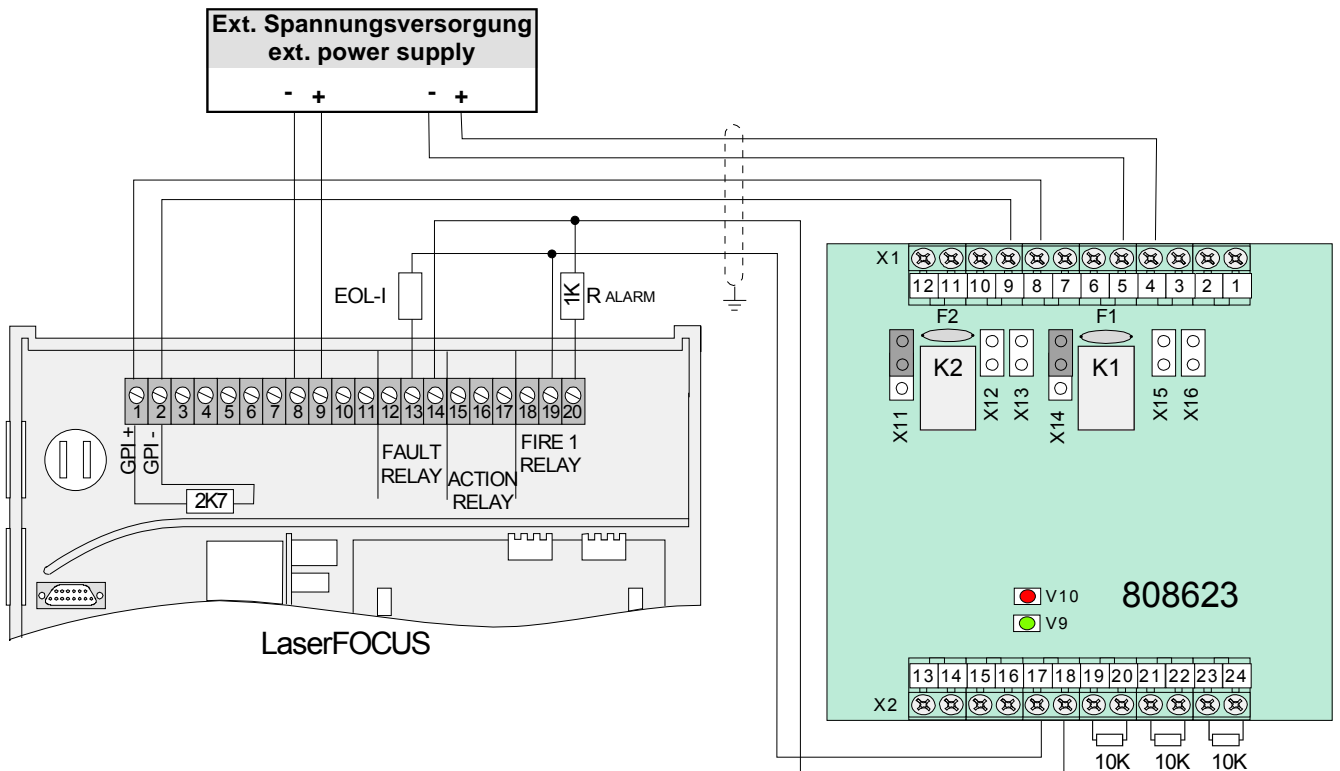 Ext. Spannungsversorgung
ext. power supply
- + - +
EOL-I
1K
R ALARM
1 2 3 4 5 6 7 8 9 10 11 12 13 14 15 16 17 18 19 20
GPI +
GPI -
2K7
FAULT
RELAY
ACTION
RELAY
FIRE 1
RELAY
LaserFOCUS
X1
12 11 10 9 8 7 6 5 4 3 2 1
F2
F1
K2
K1
X11
X12
X13
X14
X15
X16
V10
V9
808623
13 14 15 16 17 18 19 20 21 22 23 24
X2
10K 10K 10K